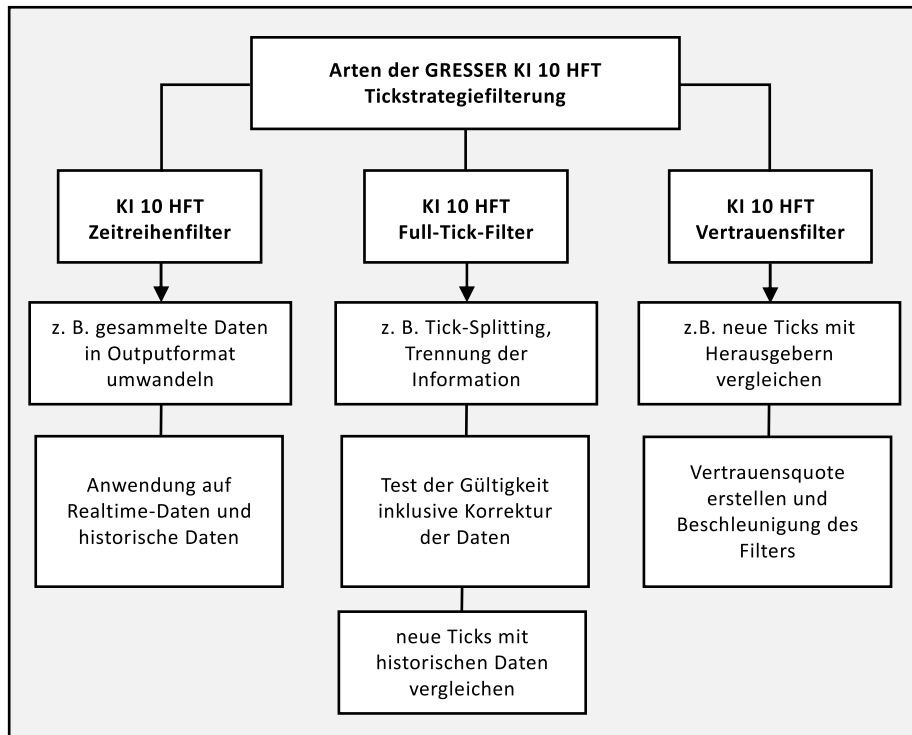 Arten der GRESSER KI 10 HFT
Tickstrategiefilterung
KI 10 HFT
Zeitreihenfilter
KI 10 HFT
Full-Tick-Filter
KI 10 HFT
Vertrauensfilter
z. B. gesammelte Daten
in Outputformat
umwandeln
z. B. Tick-Splitting,
Trennung der
Information
z.B. neue Ticks mit
Herausgebern
vergleichen
Anwendung auf
Realtime-Daten und
historische Daten
Test der Gültigkeit
inklusive Korrektur
der Daten
Vertrauensquote
erstellen und
Beschleunigung des
Filters
neue Ticks mit
historischen Daten
vergleichen